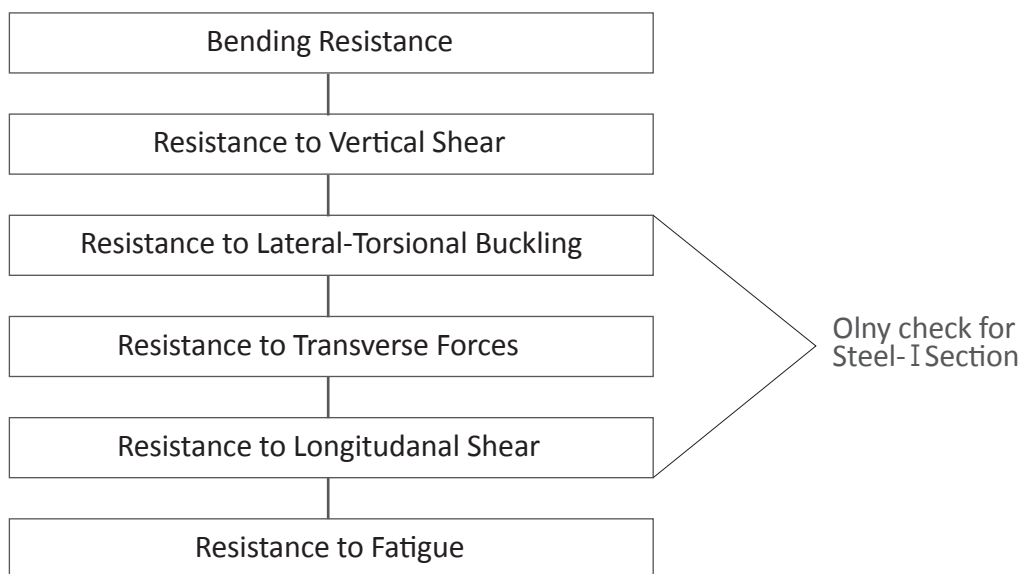 Bending Resistance
Resistance to Vertical Shear
Resistance to Lateral-Torsional Buckling
Resistance to Transverse Forces
Resistance to Longitudanal Shear
Resistance to Fatigue
Olny check for
Steel-I Section